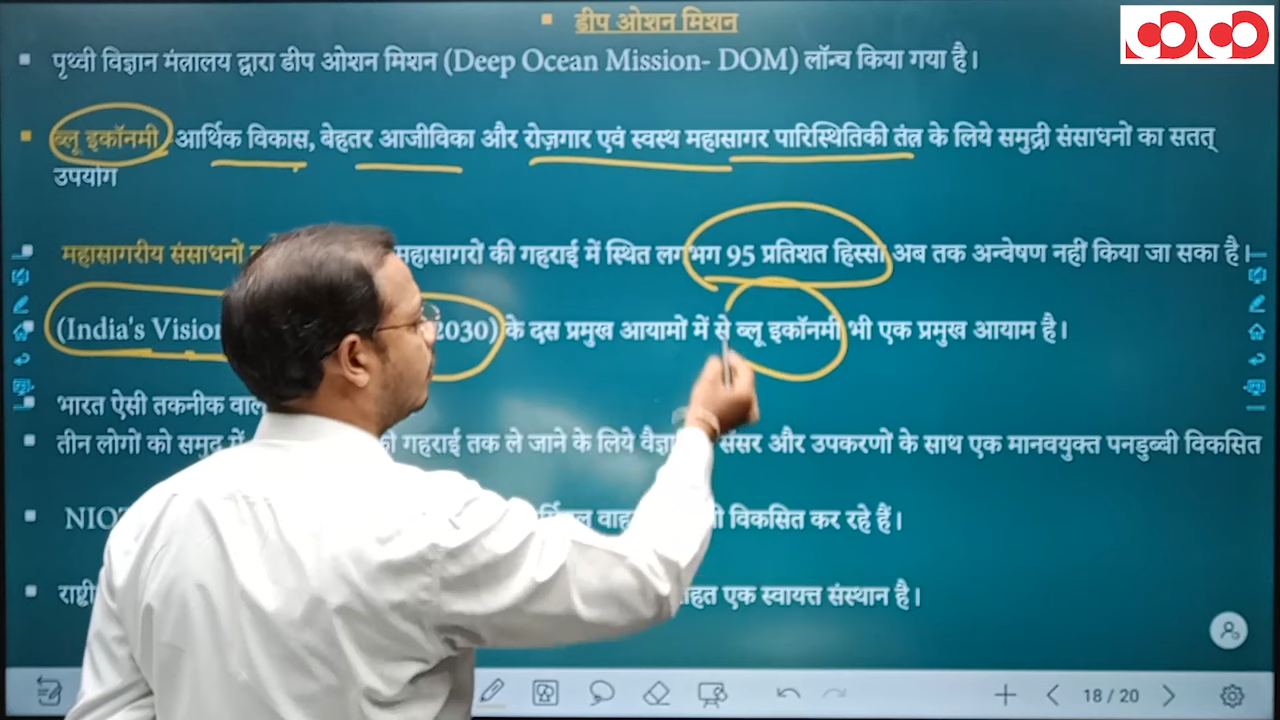 डीप ओशन मिशन
पृथ्वी विज्ञान मंत्रालय द्वारा डीप ओशन मिशन (Deep Ocean Mission- DOM) लॉन्च किया गया है।
ब्लू इकॉनमी आर्थिक विकास, बेहतर आजीविका और रोज़गार एवं स्वस्थ महासागर पारिस्थितिकी तंत्र के लिये समुद्री संसाधनों का सतत्
उपयोग
महासागरीय संसाधनों महासागरों की गहराई में स्थित लगभग 95 प्रतिशत हिस्सा अब तक अन्वेषण नहीं किया जा सका है।
(India's Vision 2030) के दस प्रमुख आयामों में से ब्लू इकॉनमी भी एक प्रमुख आयाम है।
भारत ऐसी तकनीक
तीन लोगों को समुद्र में गहराई तक ले जाने के लिये और उपकरणों के साथ एक मानवयुक्त पनडुब्बी विकसित
विकसित कर रहे हैं।
एक स्वायत्त संस्थान है।
18 / 20